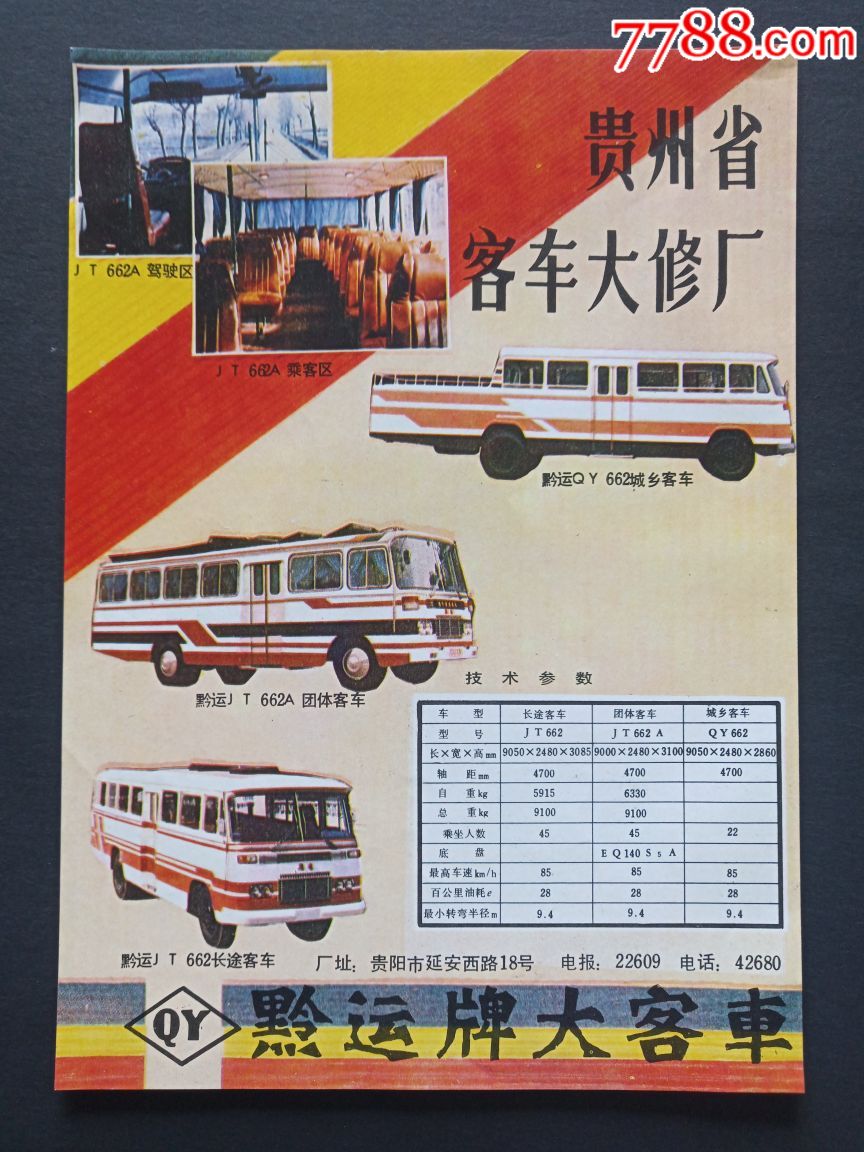 7788.com
贵州省
客车大修厂
JT 662A 驾驶区
JT 662A 乘客区
黔运QY 662城乡客车
黔运JT 662A 团体客车
技术参数
车型 长途客车 团体客车 城乡客车
型号 JT662 JT662A QY662
长×宽×高mm 9050×2480×3085 9000×2480×3100 9050×2480×2860
轴距mm 4700 4700 4700
自重kg 5915 6330
总重kg 9100 9100
乘坐人数 45 45 22
底盘 EQ140S5A
最高车速km/h 85 85 85
百公里油耗e 28 28 28
最小转弯半径m 9.4 9.4 9.4
黔运JT 662长途客车
厂址：贵阳市延安西路18号 电报：22609 电话：42680
QY 黔运牌大客車